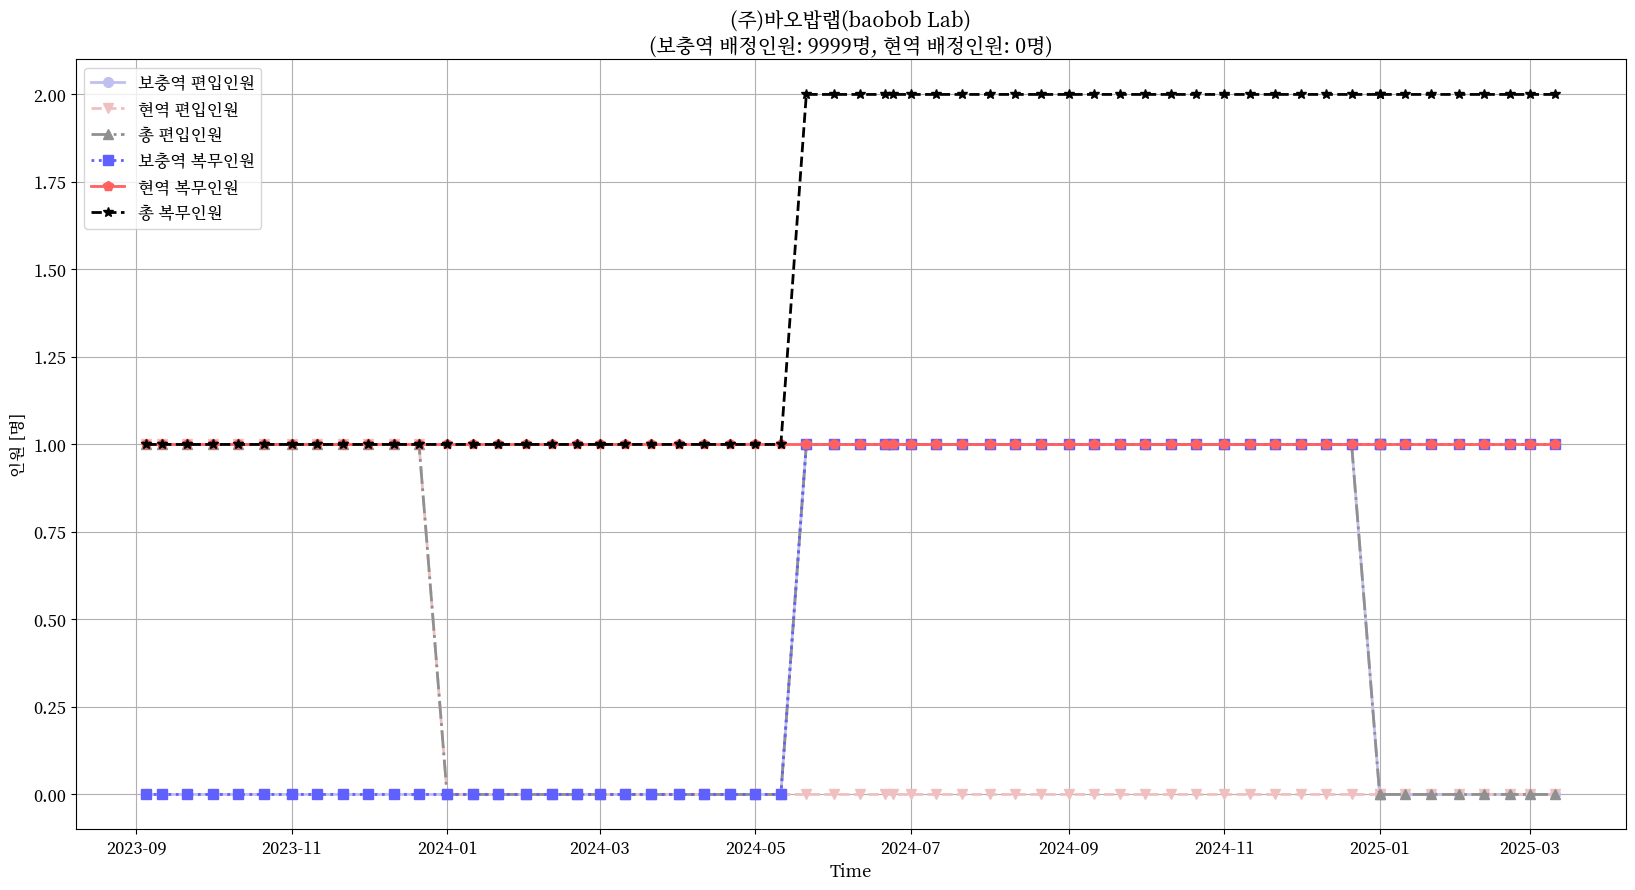 (주)바오밥랩(baobob Lab)
(보충역 배정인원: 9999명, 현역 배정인원: 0명)
보충역 편입인원
현역 편입인원
총 편입인원
보충역 복무인원
현역 복무인원
총 복무인원
2.00
1.75
1.50
1.25
1.00
0.75
0.50
0.25
0.00
인원 [명]
2023-09
2023-11
2024-01
2024-03
2024-05
2024-07
2024-09
2024-11
2025-01
2025-03
Time